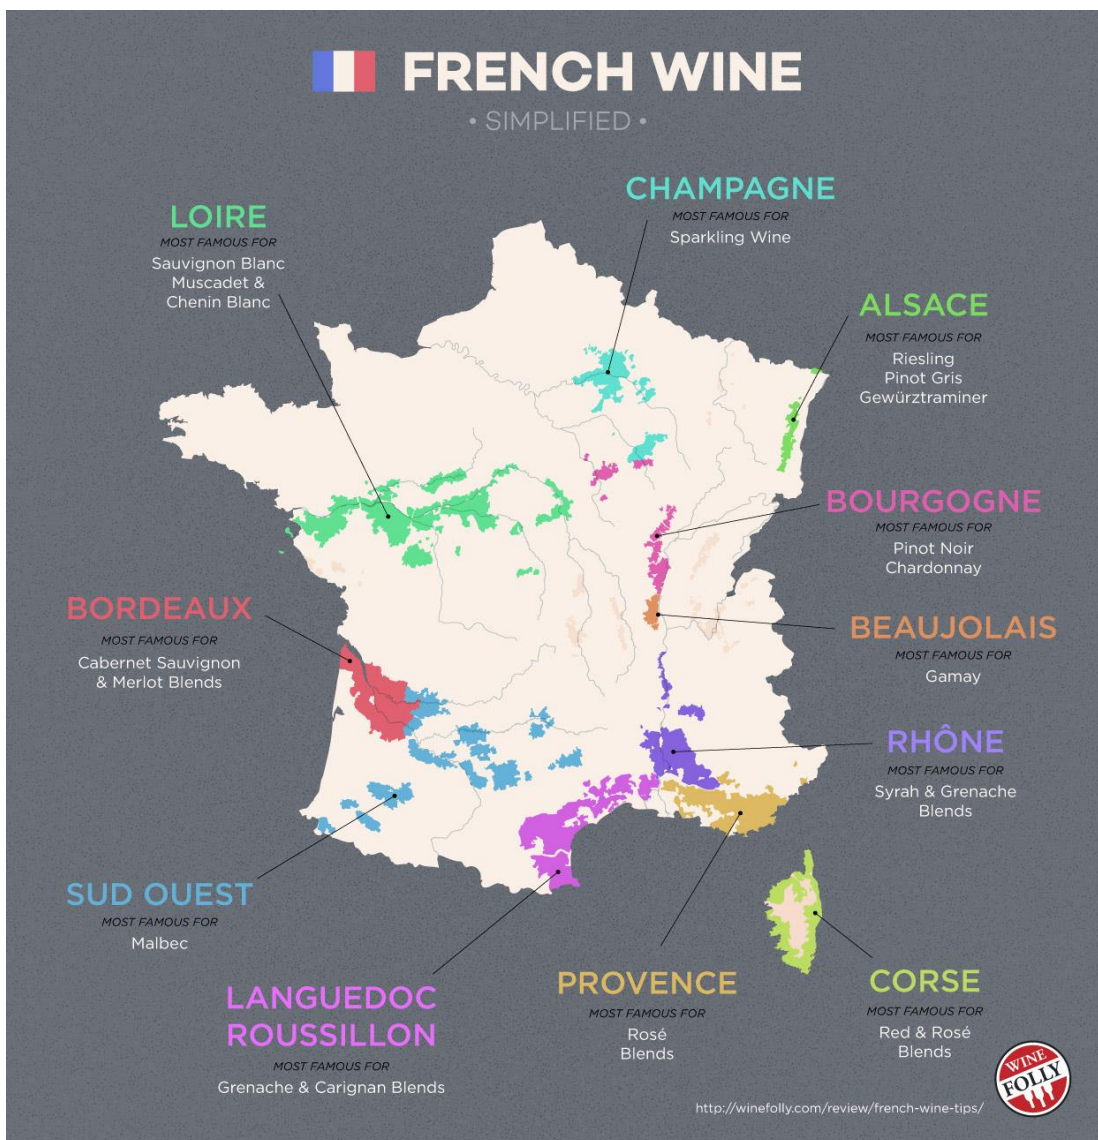 FRENCH WINE
• SIMPLIFIED •
CHAMPAGNE
MOST FAMOUS FOR
Sparkling Wine
LOIRE
MOST FAMOUS FOR
Sauvignon Blanc
Muscadet &
Chenin Blanc
ALSACE
MOST FAMOUS FOR
Riesling
Pinot Gris
Gewürztraminer
BOURGOGNE
MOST FAMOUS FOR
Pinot Noir
Chardonnay
BORDEAUX
MOST FAMOUS FOR
Cabernet Sauvignon
& Merlot Blends
BEAUJOLAIS
MOST FAMOUS FOR
Gamay
RHÔNE
MOST FAMOUS FOR
Syrah & Grenache
Blends
SUD OUEST
MOST FAMOUS FOR
Malbec
LANGUEDOC
ROUSSILLON
MOST FAMOUS FOR
Grenache & Carignan Blends
PROVENCE
MOST FAMOUS FOR
Rosé
Blends
CORSE
MOST FAMOUS FOR
Red & Rosé
Blends
WINE
FOLLY
http://winefolly.com/review/french-wine-tips/